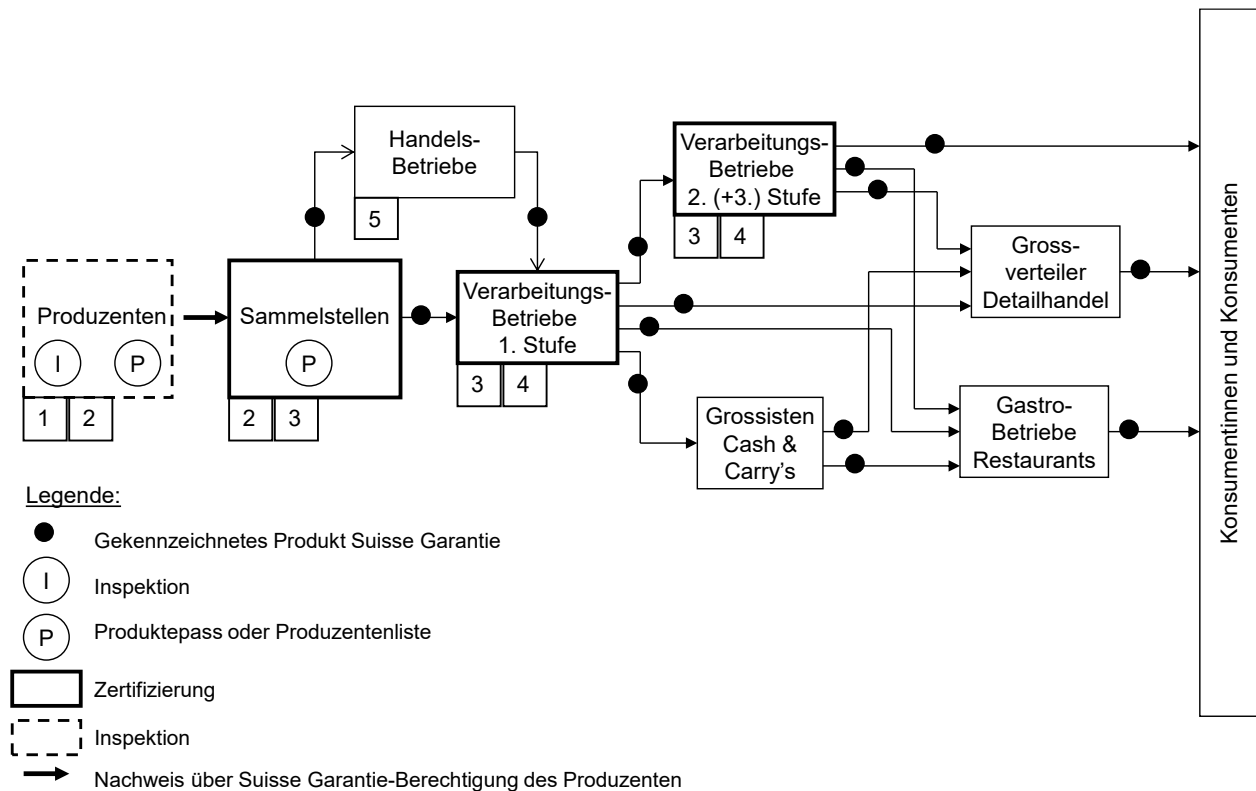 Handels-
Betriebe
5
Produzenten
I
P
1
2
Sammelstellen
P
2
3
Verarbeitungs-
Betriebe
1. Stufe
3
4
Verarbeitungs-
Betriebe
2. (+3.) Stufe
3
4
Grossisten
Cash &
Carry’s
Gross-
verteiler
Detailhandel
Gastro-
Betriebe
Restaurants
Konsumentinnen und Konsumenten
Legende:
Gekennzeichnetes Produkt Suisse Garantie
I
Inspektion
P
Produktepass oder Produzentenliste
Zertifizierung
Inspektion
Nachweis über Suisse Garantie-Berechtigung des Produzenten